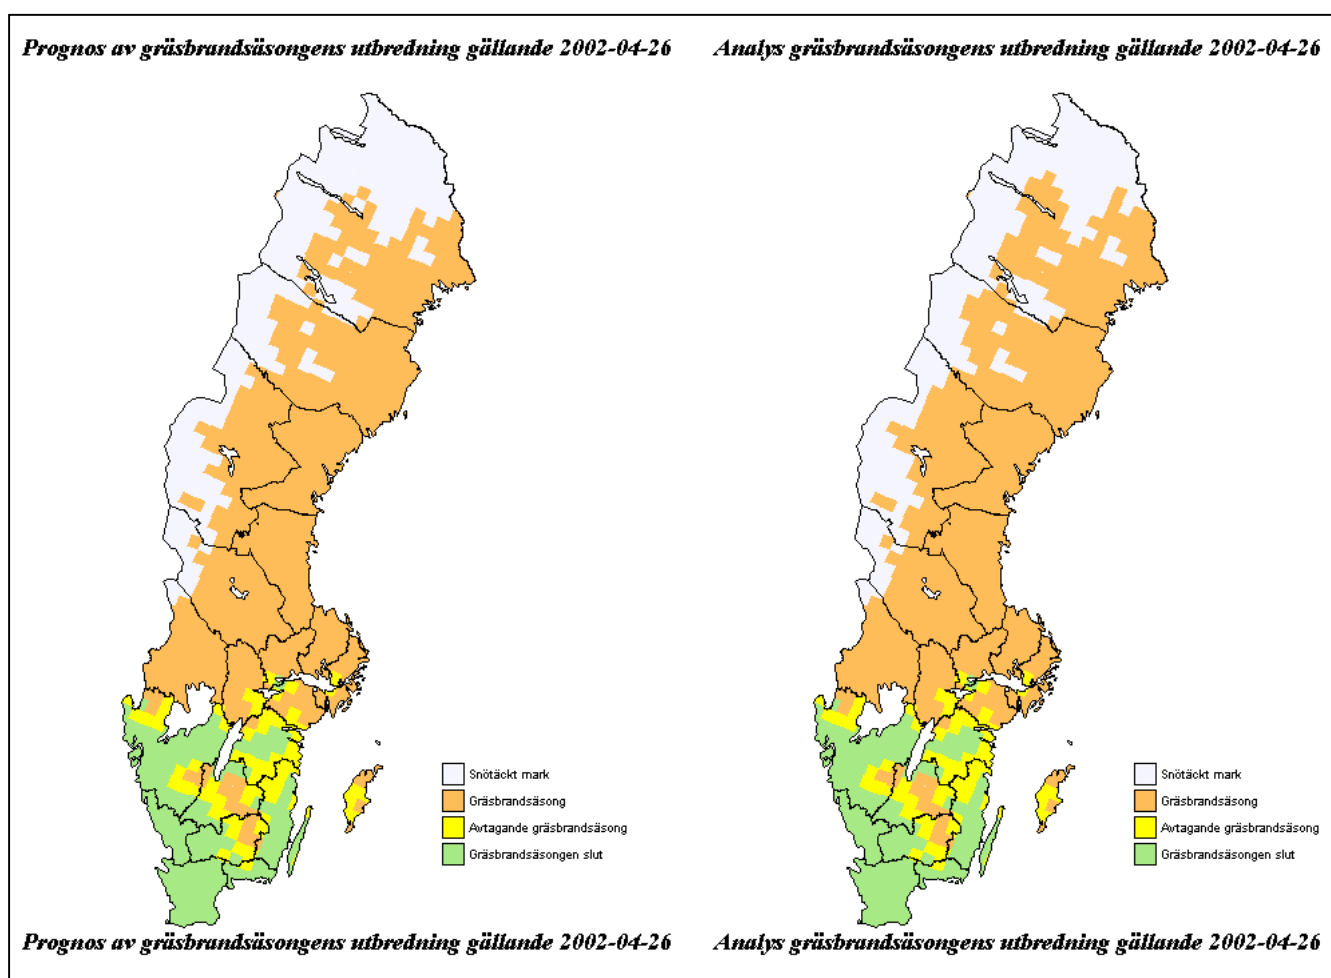 Prognos av gräsbrandsäsongens utbredning gällande 2002-04-26
Analys gräsbrandsäsongens utbredning gällande 2002-04-26
Snötäckt mark
Gräsbrandsäsong
Avtagande gräsbrandsäsong
Gräsbrandsäsongen slut
Snötäckt mark
Gräsbrandsäsong
Avtagande gräsbrandsäsong
Gräsbrandsäsongen slut
Prognos av gräsbrandsäsongens utbredning gällande 2002-04-26
Analys gräsbrandsäsongens utbredning gällande 2002-04-26